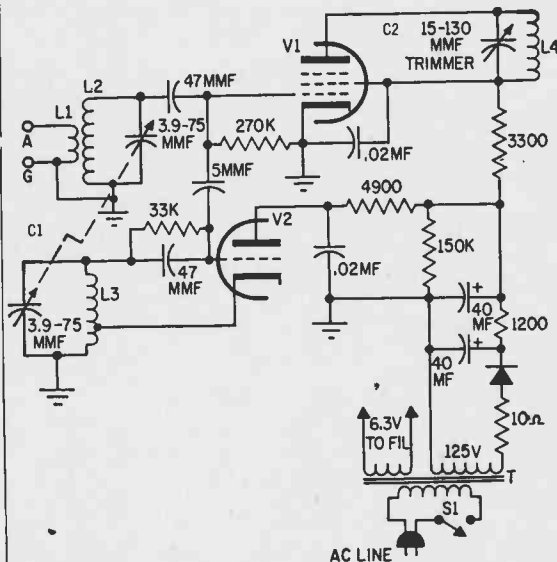 V1
C2
15-130
MMF
TRIMMER
L4
L2
47MMF
L1
A
G
3.9-75
MMF
270K
.02MF
3300
5MMF
C1
33K
V2
4900
47
MMF
.02MF
150K
L3
3.9-75
MMF
+
40
MF
1200
+
40
MF
6.3V
TO FIL
125V
10Ω
T
S1
AC LINE